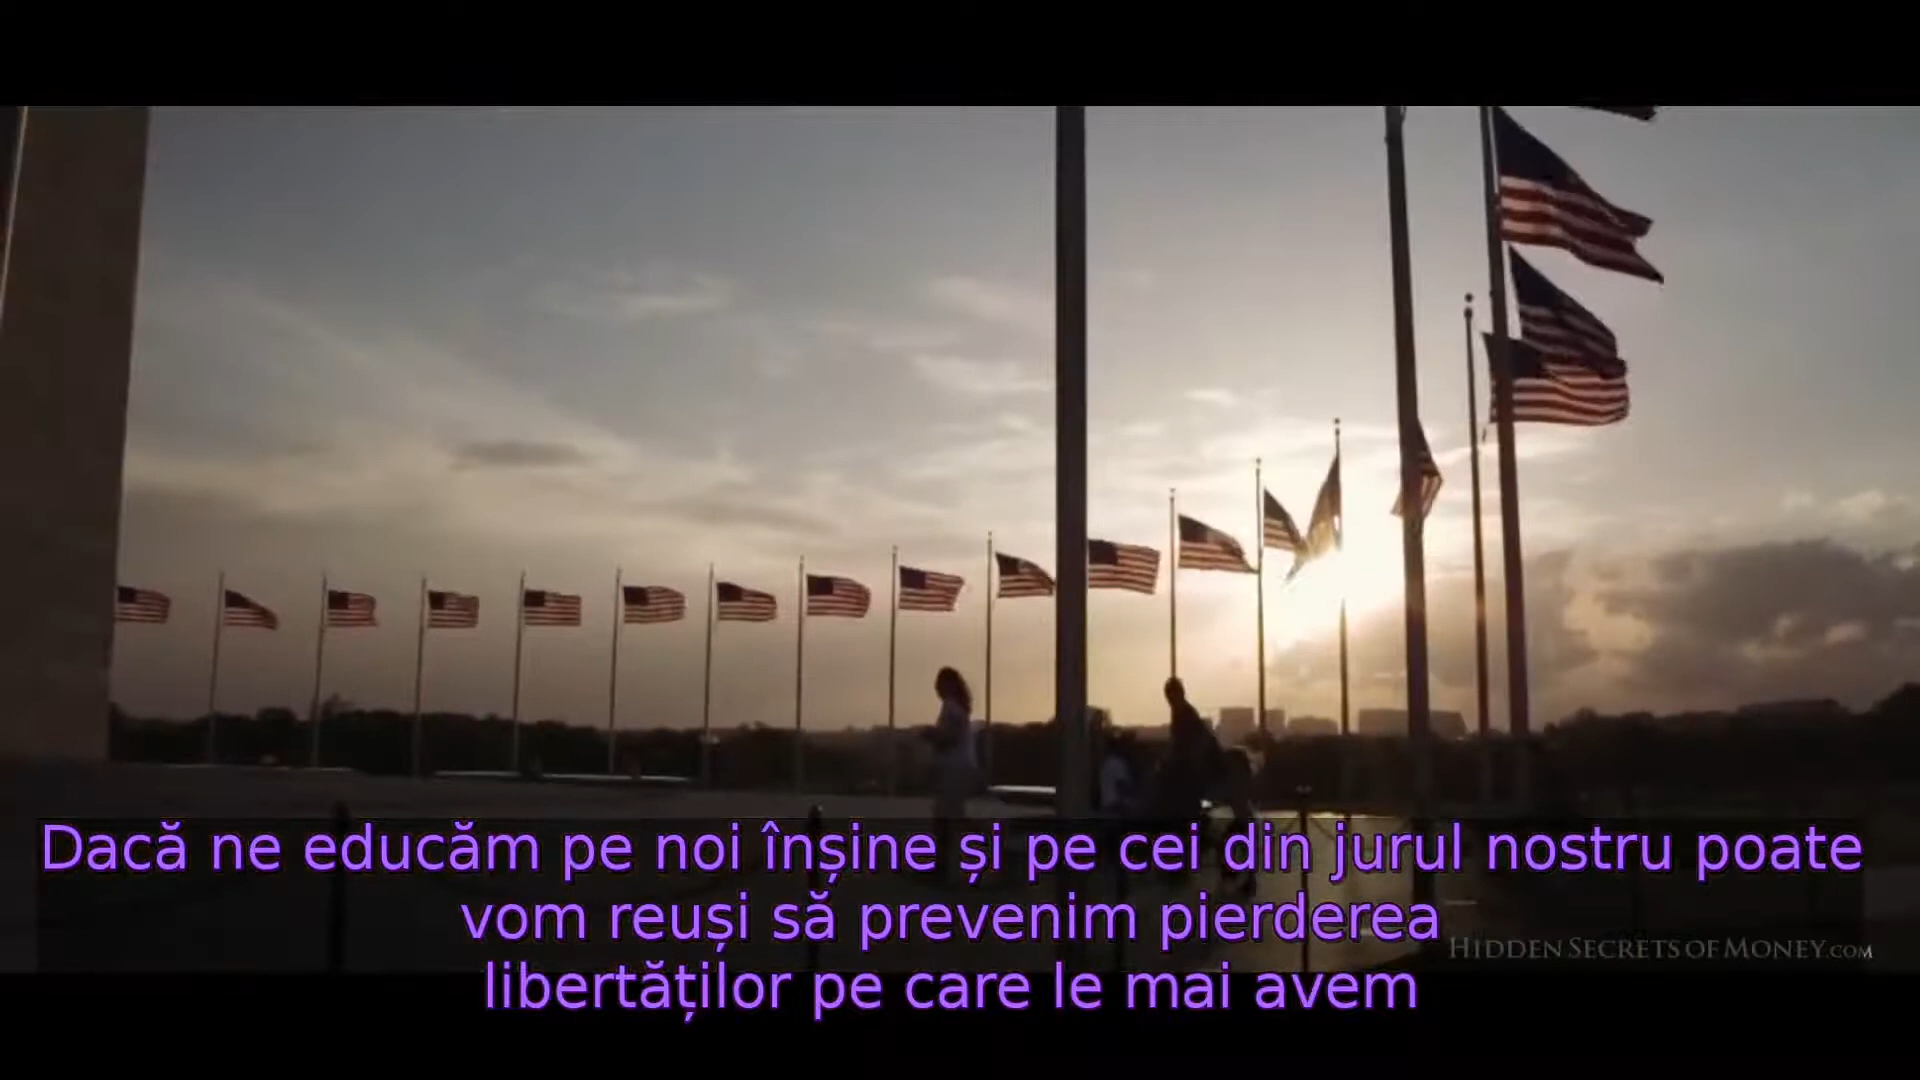 Dacă ne educăm pe noi înșine și pe cei din jurul nostru poate
vom reuși să prevenim pierderea
HIDDEN SECRETS OF MONEY.COM
libertăților pe care le mai avem